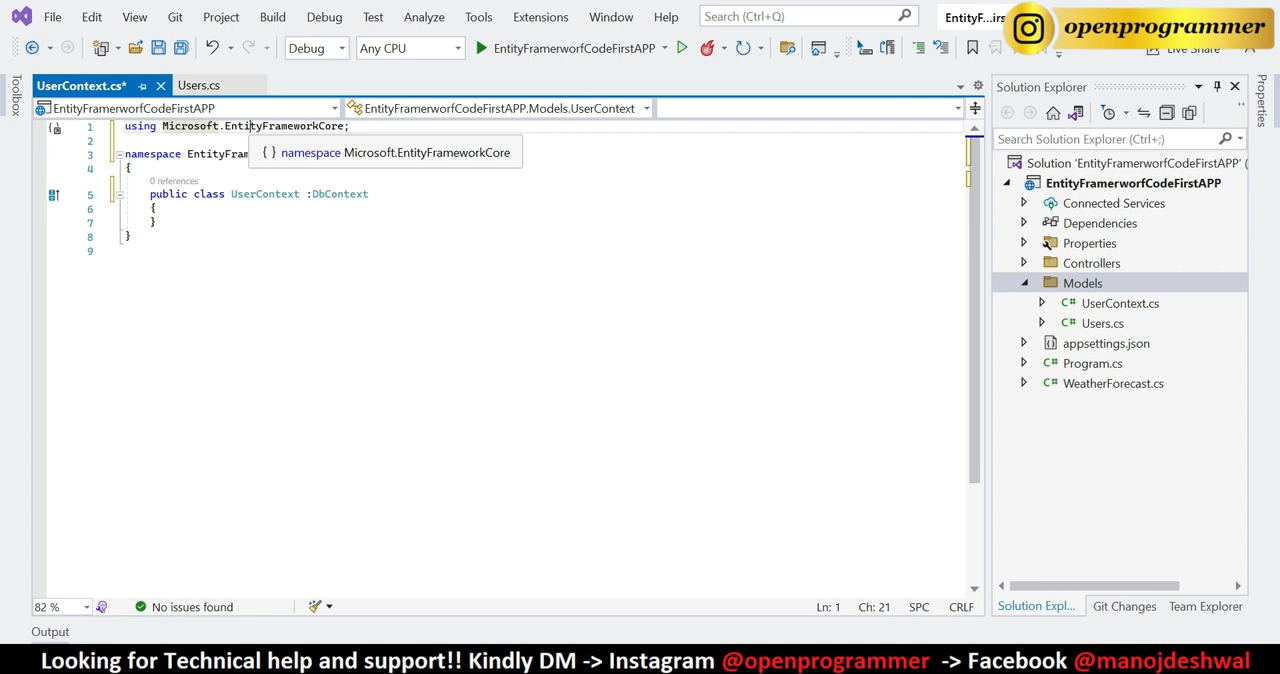 File Edit View Git Project Build Debug Test Analyze Tools Extensions Window Help Search (Ctrl+Q) EntityF...irs
openprogrammer
Debug Any CPU EntityFramerworfCodeFirstAPP Live Share
Toolbox
UserContext.cs* Users.cs
EntityFramerworfCodeFirstAPP EntityFramerworfCodeFirstAPP.Models.UserContext
1 using Microsoft.EntityFrameworkCore;
2
{ } namespace Microsoft.EntityFrameworkCore
3 namespace EntityFram
4 {
0 references
5 public class UserContext :DbContext
6 {
7 }
8 }
9
82 % No issues found Ln: 1 Ch: 21 SPC CRLF
Output
Solution Explorer
Search Solution Explorer (Ctrl+;)
Solution 'EntityFramerworfCodeFirstAPP' (
EntityFramerworfCodeFirstAPP
Connected Services
Dependencies
Properties
Controllers
Models
C# UserContext.cs
C# Users.cs
appsettings.json
C# Program.cs
C# WeatherForecast.cs
Solution Expl... Git Changes Team Explorer
Properties
Looking for Technical help and support!! Kindly DM -> Instagram @openprogrammer -> Facebook @manojdeshwal